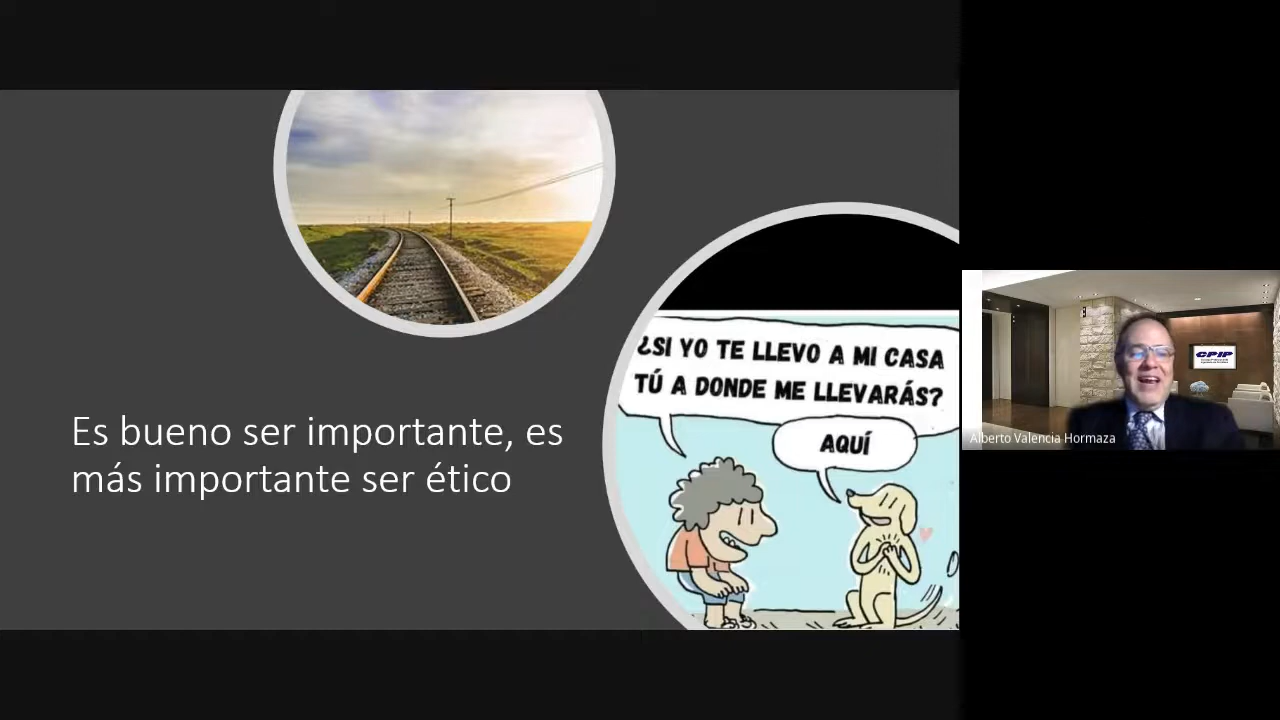 ¿SI YO TE LLEVO A MI CASA
TÚ A DONDE ME LLEVARÁS?
AQUÍ
Es bueno ser importante, es
más importante ser ético
CPIP
Alberto Valencia Hormaza